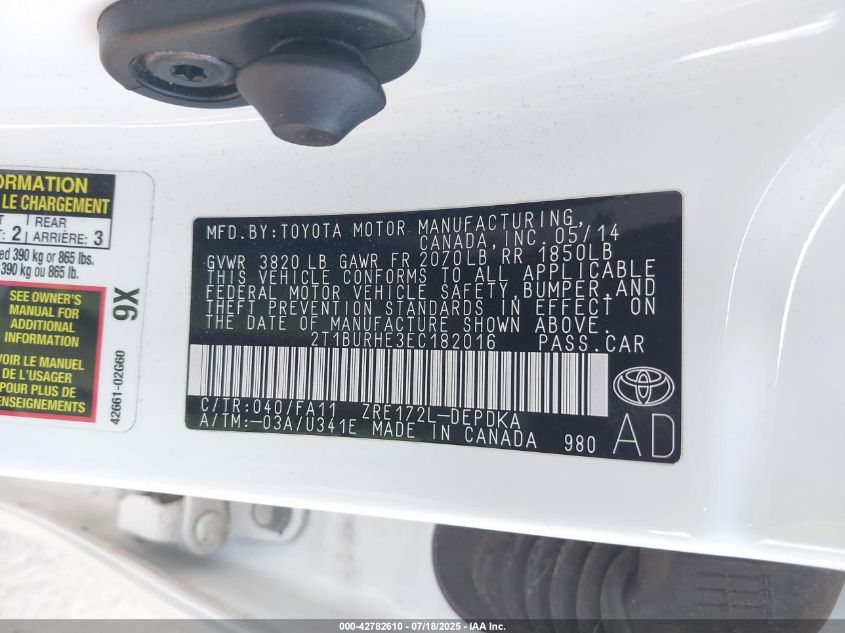 ORMATION
LE CHARGEMENT
REAR
2 ARRIÈRE: 3
390 kg or 865 lbs.
390 kg ou 865 lb.
SEE OWNER'S
MANUAL FOR
ADDITIONAL
INFORMATION
VOIR LE MANUEL
DE L'USAGER
POUR PLUS DE
RENSEIGNEMENTS
9X
42661-02G60
MFD.BY:TOYOTA MOTOR MANUFACTURING,
CANADA, INC. 05/14
GVWR 3820 LB GAWR FR 2070LB RR 1850LB
THIS VEHICLE CONFORMS TO ALL APPLICABLE
FEDERAL MOTOR VEHICLE SAFETY,BUMPER,AND
THEFT PREVENTION STANDARDS IN EFFECT ON
THE DATE OF MANUFACTURE SHOWN ABOVE.
2T1BURHE3EC182016 PASS.CAR
C/TR:040/FA11 ZRE172L-DEPDKA
A/TM:-03A/U341E MADE IN CANADA 980
AD
000-42782610 - 07/18/2025 - IAA Inc.